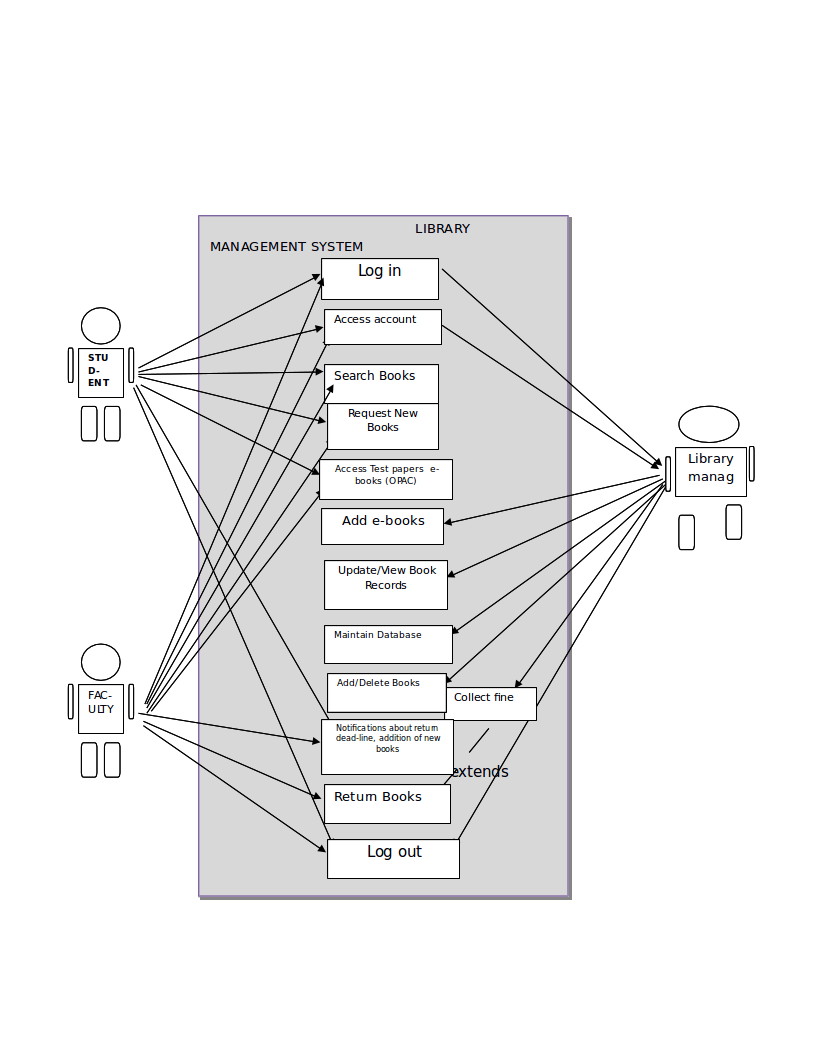 LIBRARY
MANAGEMENT SYSTEM
Log in
Access account
STU
D-
ENT
Search Books
Request New
Books
Library
manag
Access Test papers e-
books (OPAC)
Add e-books
Update/View Book
Records
Maintain Database
Add/Delete Books
FAC-
ULTY
Collect fine
Notifications about return
dead-line, addition of new
books
extends
Return Books
Log out